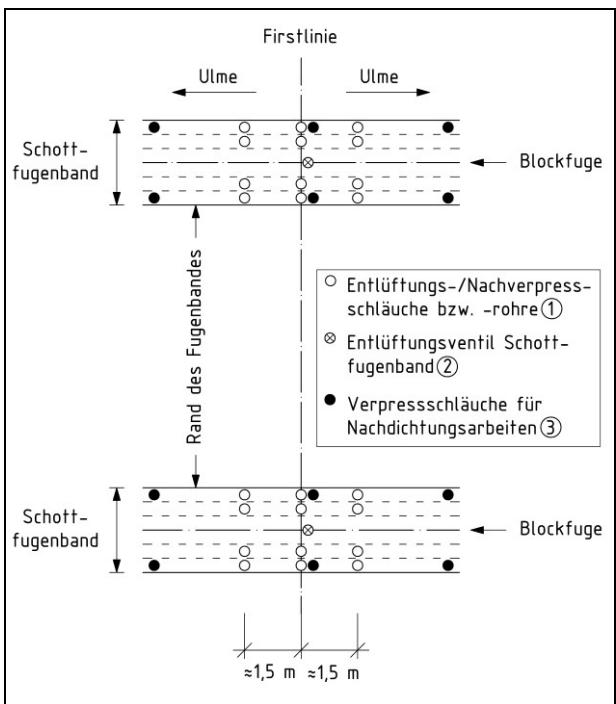 Firstlinie
Ulme
Ulme
Schott-
fugenband
Blockfuge
Rand des Fugenbandes
Entlüftungs-/Nachverpress-
schläuche bzw. -rohre ①
Entlüftungsventil Schott-
fugenband ②
Verpressschläuche für
Nachdichtungsarbeiten ③
Schott-
fugenband
Blockfuge
≈1,5 m
≈1,5 m